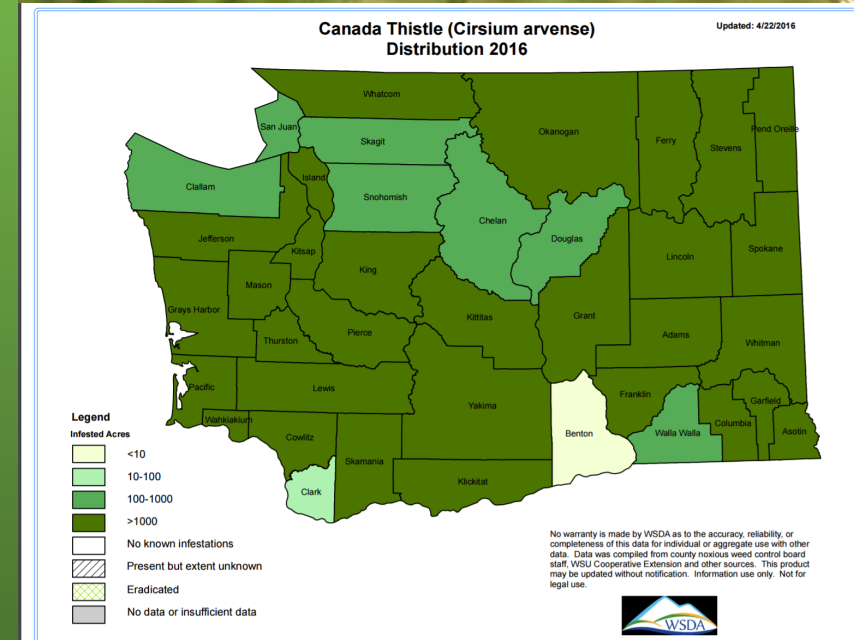 Canada Thistle (Cirsium arvense)
Distribution 2016
Updated: 4/22/2016
Whatcom
San Juan
Skagit
Okanogan
Ferry
Stevens
Pend Oreille
Clallam
Island
Snohomish
Chelan
Douglas
Jefferson
Kitsap
King
Lincoln
Spokane
Mason
Grays Harbor
Kittitas
Grant
Thurston
Pierce
Adams
Whitman
Pacific
Lewis
Yakima
Franklin
Garfield
Wahkiakium
Cowlitz
Benton
Walla Walla
Columbia
Asotin
Skamania
Klickitat
Clark
Legend
Infested Acres
<10
10-100
100-1000
>1000
No known infestations
Present but extent unknown
Eradicated
No data or insufficient data
No warranty is made by WSDA as to the accuracy, reliability, or
completeness of this data for individual or aggregate use with other
data. Data was compiled from county noxious weed control board
staff, WSU Cooperative Extension and other sources. This product
may be updated without notification. Information use only. Not for
legal use.
WSDA